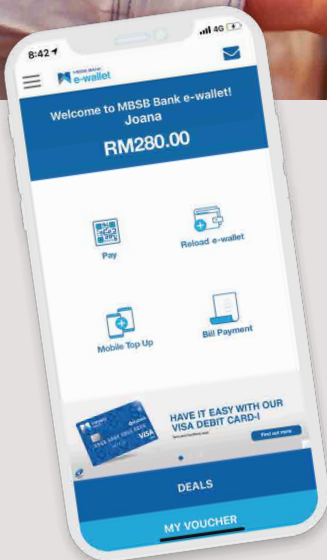 8:42
4G
MBSB BANK
e-wallet
Welcome to MBSB Bank e-wallet!
Joana
RM280.00
Pay
Reload e-wallet
Mobile Top Up
Bill Payment
HAVE IT EASY WITH OUR
VISA DEBIT CARD-i
Find out more
VISA
DEALS
MY VOUCHER